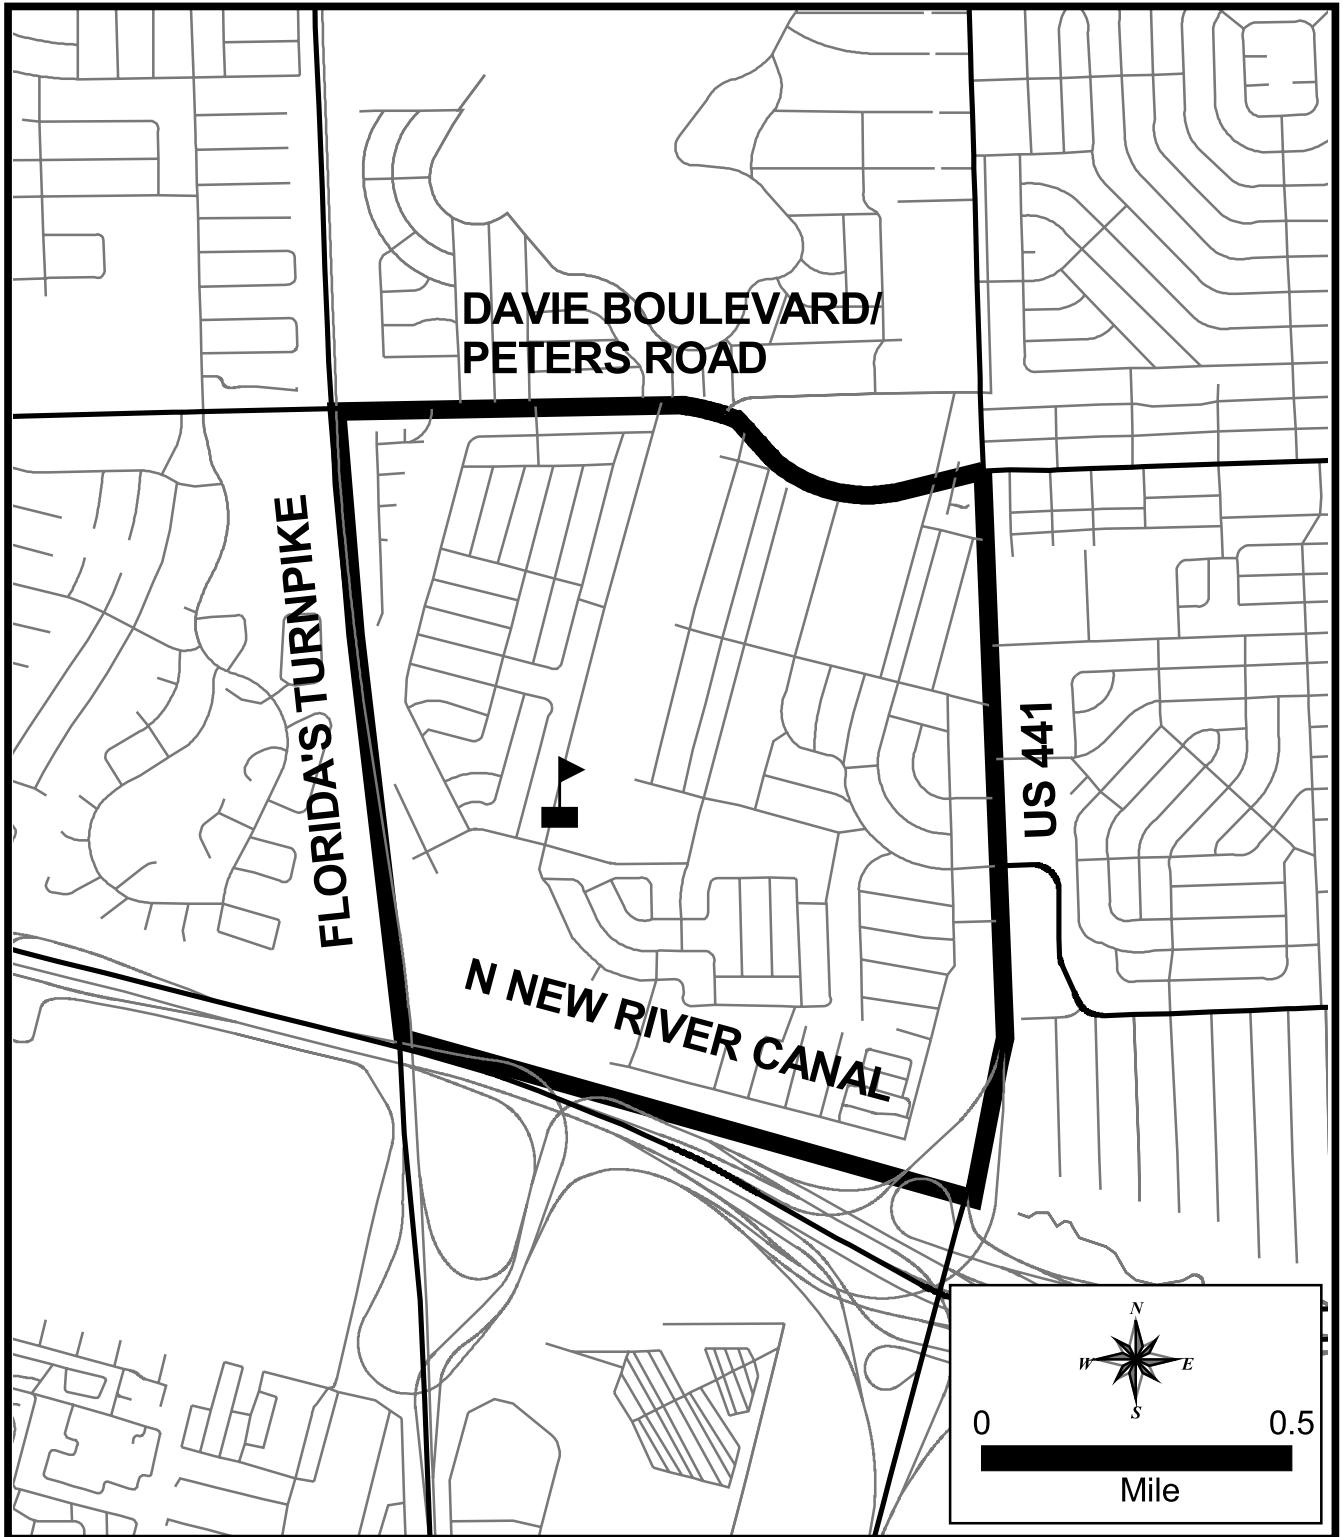 DAVIE BOULEVARD/
PETERS ROAD
FLORIDA'S TURNPIKE
US 441
N NEW RIVER CANAL
N
W
E
S
0
0.5
Mile